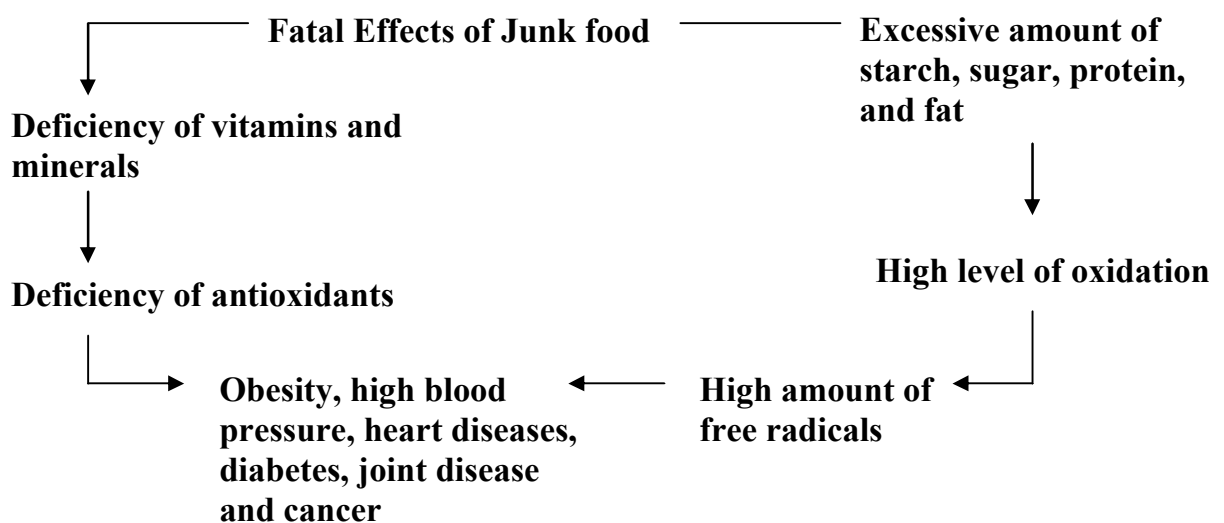 Fatal Effects of Junk food
Excessive amount of
starch, sugar, protein,
and fat
Deficiency of vitamins and
minerals
High level of oxidation
Deficiency of antioxidants
Obesity, high blood
pressure, heart diseases,
diabetes, joint disease
and cancer
High amount of
free radicals